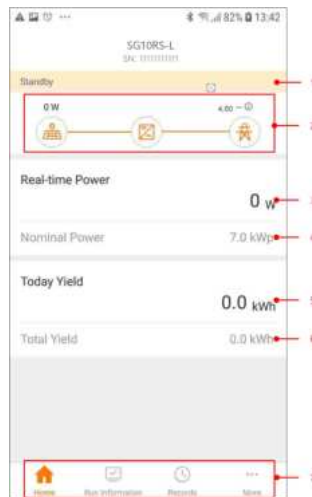 82% 13:42
SG10RS-L
Standby
0 W
Real-time Power
0 W
Nominal Power 7.0 kWp
Today Yield
0.0 kWh
Total Yield 0.0 kWh
Home Run Information Records More